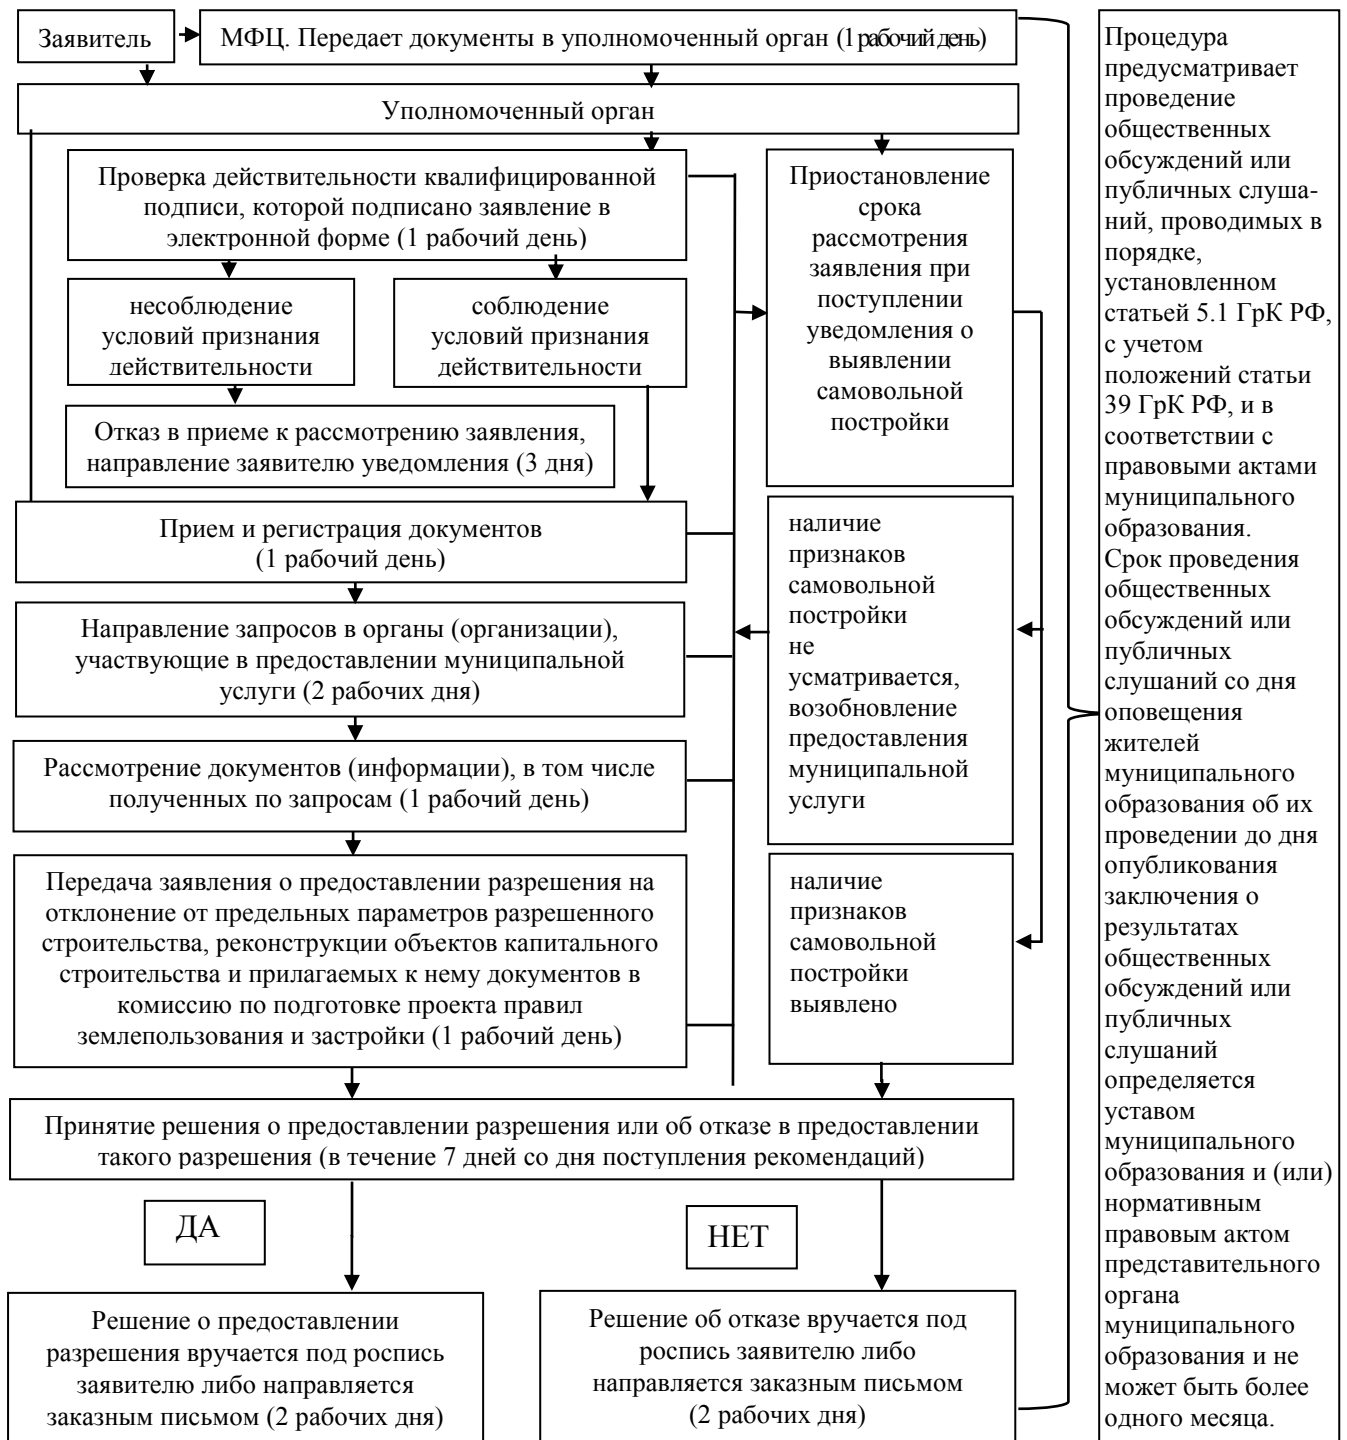 Заявитель
МФЦ. Передает документы в уполномоченный орган (1 рабочий день)
Уполномоченный орган
Проверка действительности квалифицированной
подписи, которой подписано заявление в
электронной форме (1 рабочий день)
несоблюдение
условий признания
действительности
соблюдение
условий признания
действительности
Отказ в приеме к рассмотрению заявления,
направление заявителю уведомления (3 дня)
Прием и регистрация документов
(1 рабочий день)
Направление запросов в органы (организации),
участвующие в предоставлении муниципальной
услуги (2 рабочих дня)
Рассмотрение документов (информации), в том числе
полученных по запросам (1 рабочий день)
Передача заявления о предоставлении разрешения на
отклонение от предельных параметров разрешенного
строительства, реконструкции объектов капитального
строительства и прилагаемых к нему документов в
комиссию по подготовке проекта правил
землепользования и застройки (1 рабочий день)
Приостановление
срока
рассмотрения
заявления при
поступлении
уведомления о
выявлении
самовольной
постройки
наличие
признаков
самовольной
постройки
не
усматривается,
возобновление
предоставления
муниципальной
услуги
наличие
признаков
самовольной
постройки
выявлено
Принятие решения о предоставлении разрешения или об отказе в предоставлении
такого разрешения (в течение 7 дней со дня поступления рекомендаций)
ДА
НЕТ
Решение о предоставлении
разрешения вручается под роспись
заявителю либо направляется
заказным письмом (2 рабочих дня)
Решение об отказе вручается под
роспись заявителю либо
направляется заказным письмом
(2 рабочих дня)
Процедура
предусматривает
проведение
общественных
обсуждений или
публичных слуша-
ний, проводимых в
порядке,
установленном
статьей 5.1 ГрК РФ,
с учетом
положений статьи
39 ГрК РФ, и в
соответствии с
правовыми актами
муниципального
образования.
Срок проведения
общественных
обсуждений или
публичных
слушаний со дня
оповещения
жителей
муниципального
образования об их
проведении до дня
опубликования
заключения о
результатах
общественных
обсуждений или
публичных
слушаний
определяется
уставом
муниципального
образования и (или)
нормативным
правовым актом
представительного
органа
муниципального
образования и не
может быть более
одного месяца.